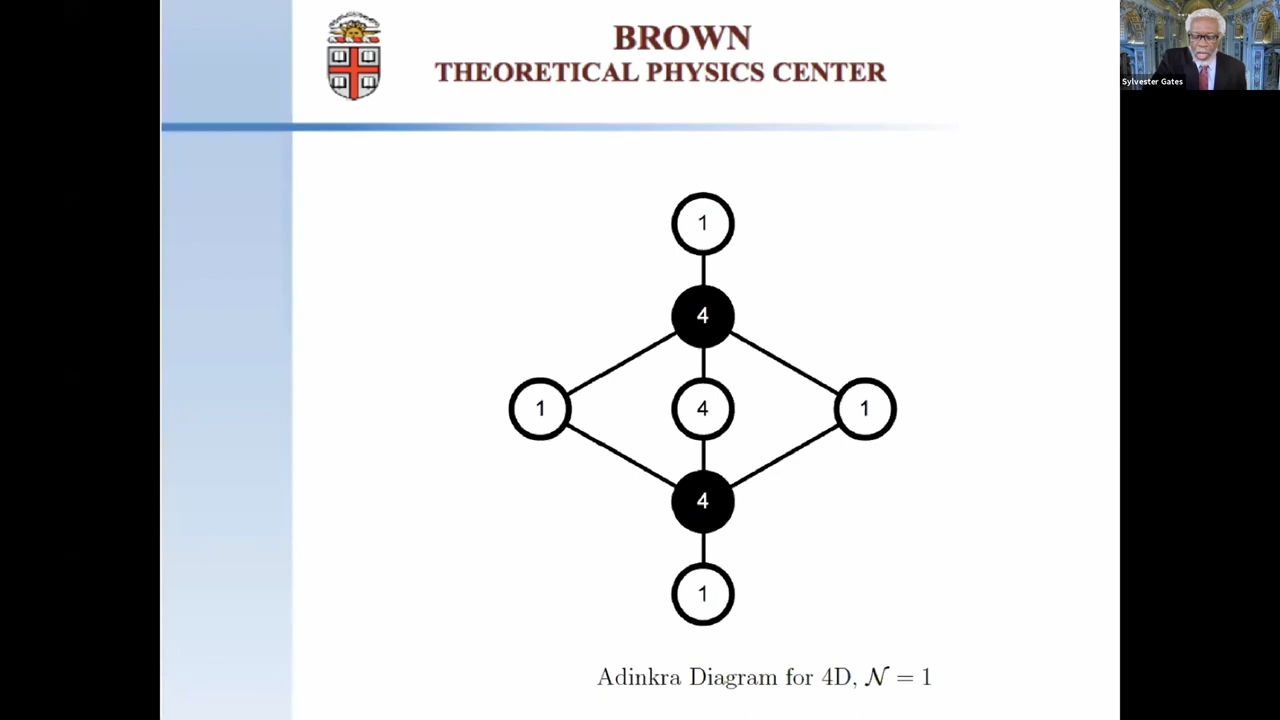 BROWN
THEORETICAL PHYSICS CENTER
Sylvester Gates
1
4
1
4
1
4
1
Adinkra Diagram for 4D, 𝒩 = 1